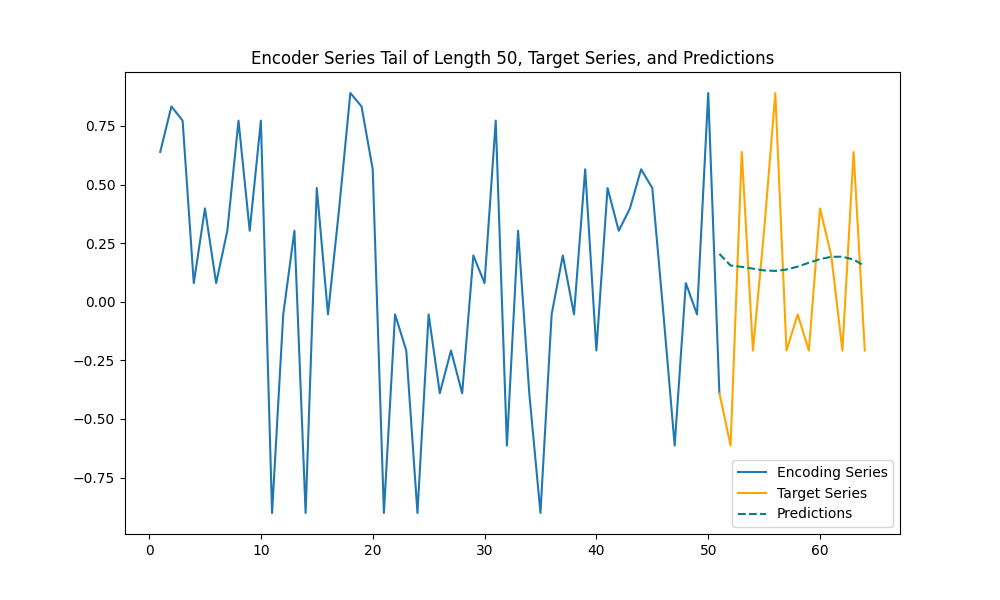 Encoder Series Tail of Length 50, Target Series, and Predictions
0.75
0.50
0.25
0.00
−0.25
−0.50
−0.75
0 10 20 30 40 50 60
Encoding Series
Target Series
Predictions